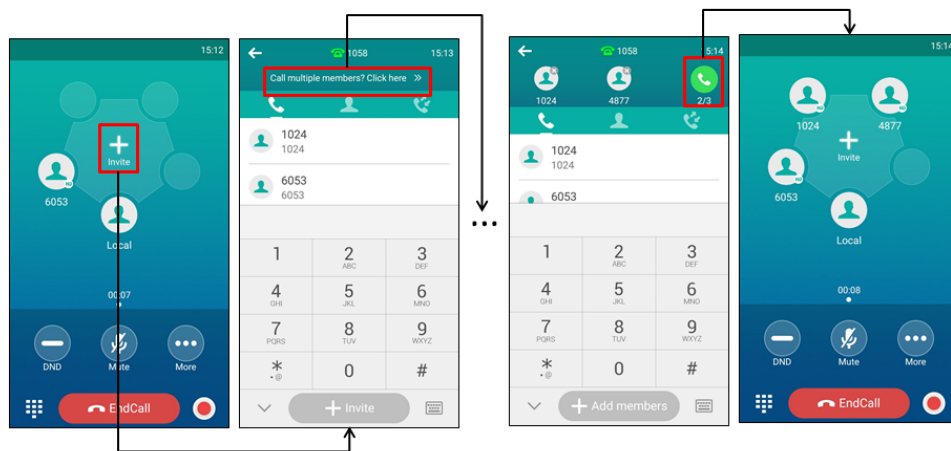 15:12
Invite
6053
Local
00:07
DND
Mute
More
EndCall
1058
15:13
Call multiple members? Click here »
1024
1024
6053
6053
1
2
ABC
3
DEF
4
GHI
5
JKL
6
MNO
7
PQRS
8
TUV
9
WXYZ
*
.@
0
#
+ Invite
...
1058
5:14
1024
4877
2/3
1024
1024
6053
1
2
ABC
3
DEF
4
GHI
5
JKL
6
MNO
7
PQRS
8
TUV
9
WXYZ
*
.@
0
#
+ Add members
15:14
1024
4877
Invite
6053
Local
00:08
DND
Mute
More
EndCall